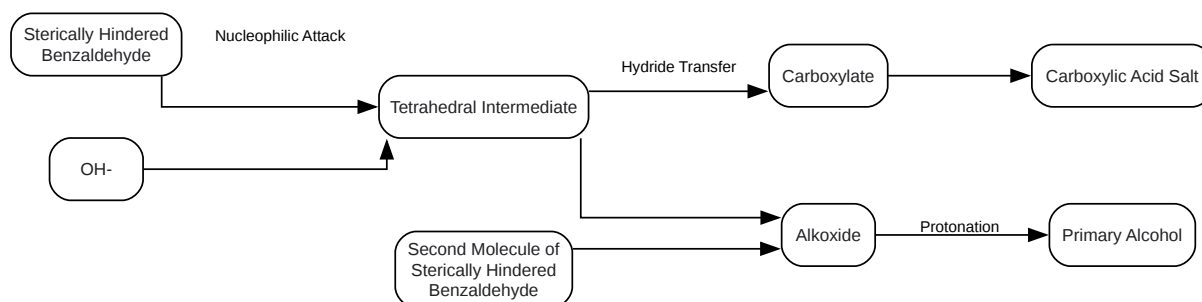 Sterically Hindered
Benzaldehyde
Nucleophilic Attack
Hydride Transfer
Carboxylate
Carboxylic Acid Salt
Tetrahedral Intermediate
OH-
Second Molecule of
Sterically Hindered
Benzaldehyde
Alkoxide
Protonation
Primary Alcohol